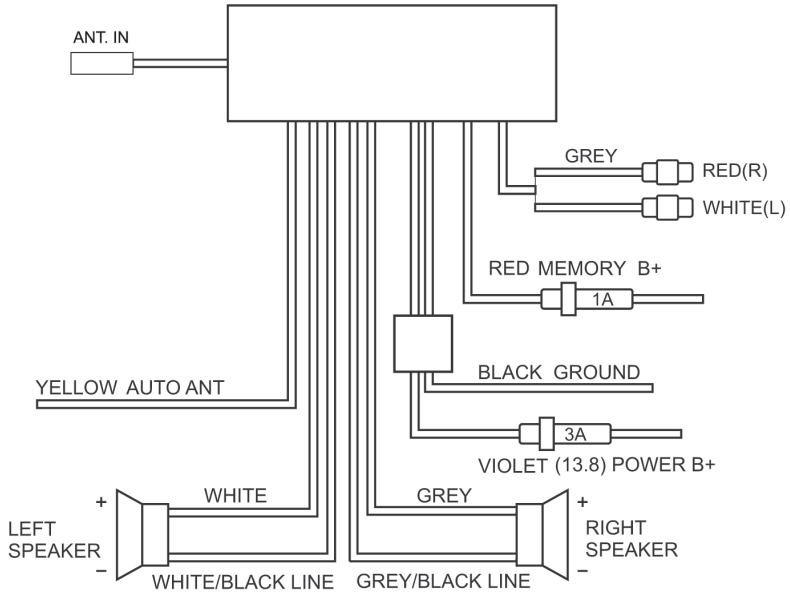 ANT. IN
GREY
RED(R)
WHITE(L)
RED MEMORY B+
1A
BLACK GROUND
YELLOW AUTO ANT
3A
VIOLET (13.8) POWER B+
WHITE
GREY
+
+
LEFT
SPEAKER
RIGHT
SPEAKER
−
−
WHITE/BLACK LINE
GREY/BLACK LINE